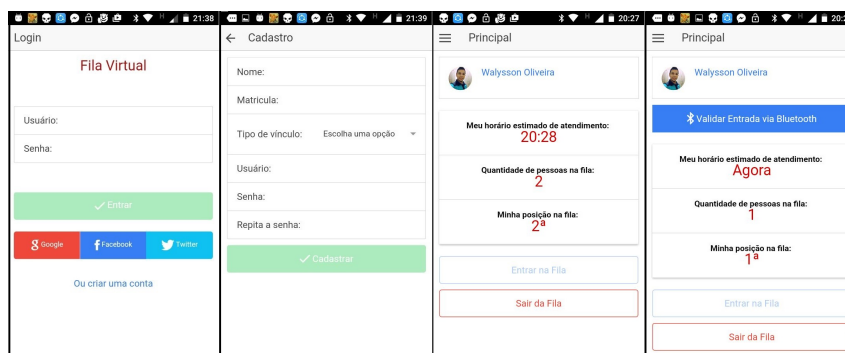 21:38
Login
Fila Virtual
Usuário:
Senha:
Entrar
Google
Facebook
Twitter
Ou criar uma conta
21:39
Cadastro
Nome:
Matricula:
Tipo de vínculo: Escolha uma opção
Usuário:
Senha:
Repita a senha:
Cadastrar
H 20:27
Principal
Walysson Oliveira
Meu horário estimado de atendimento:
20:28
Quantidade de pessoas na fila:
2
Minha posição na fila:
2ª
Entrar na Fila
Sair da Fila
Principal
Walysson Oliveira
Validar Entrada via Bluetooth
Meu horário estimado de atendimento:
Agora
Quantidade de pessoas na fila:
1
Minha posição na fila:
1ª
Entrar na Fila
Sair da Fila